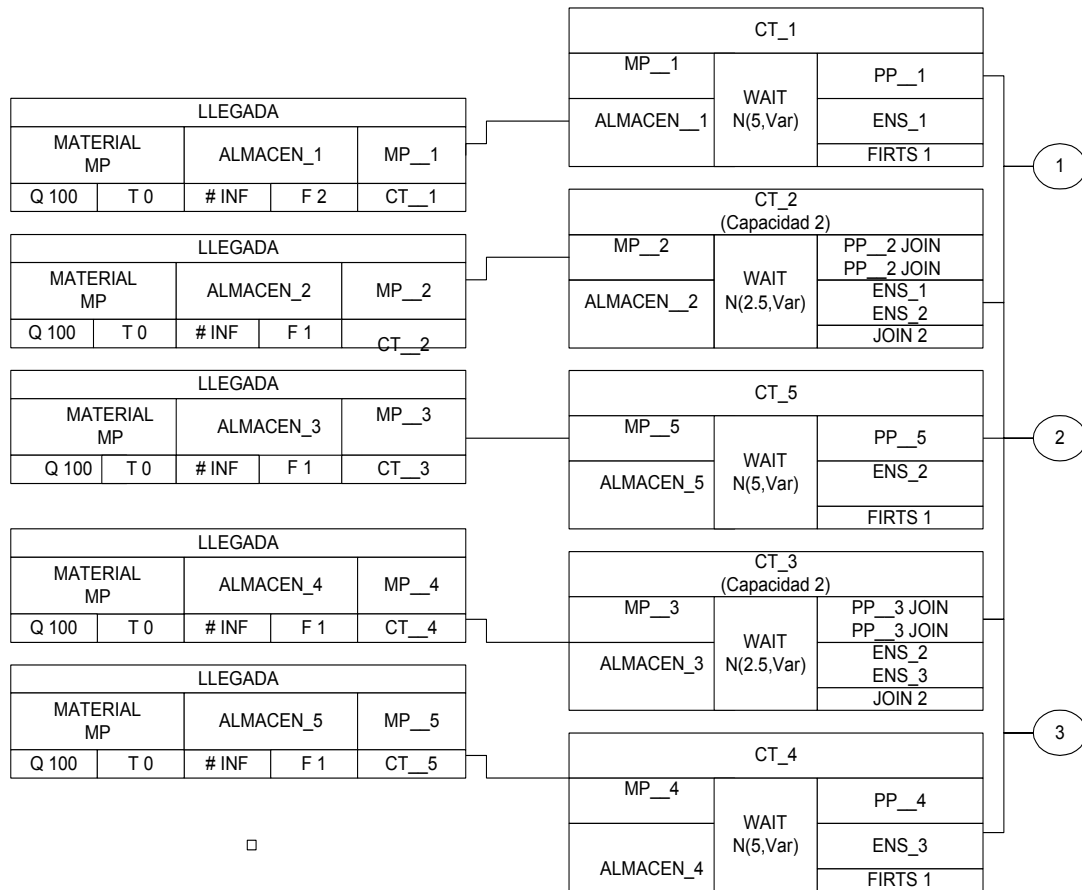 LLEGADA
MATERIAL
MP
ALMACEN_1
MP__1
Q 100
T 0
# INF
F 2
CT__1
LLEGADA
MATERIAL
MP
ALMACEN_2
MP__2
Q 100
T 0
# INF
F 1
CT__2
LLEGADA
MATERIAL
MP
ALMACEN_3
MP__3
Q 100
T 0
# INF
F 1
CT__3
LLEGADA
MATERIAL
MP
ALMACEN_4
MP__4
Q 100
T 0
# INF
F 1
CT__4
LLEGADA
MATERIAL
MP
ALMACEN_5
MP__5
Q 100
T 0
# INF
F 1
CT__5
CT_1
MP__1
ALMACEN__1
WAIT
N(5,Var)
PP__1
ENS_1
FIRTS 1
CT_2
(Capacidad 2)
MP__2
ALMACEN__2
WAIT
N(2.5,Var)
PP__2 JOIN
PP__2 JOIN
ENS_1
ENS_2
JOIN 2
CT_5
MP__5
ALMACEN_5
WAIT
N(5,Var)
PP__5
ENS_2
FIRTS 1
CT_3
(Capacidad 2)
MP__3
ALMACEN_3
WAIT
N(2.5,Var)
PP__3 JOIN
PP__3 JOIN
ENS_2
ENS_3
JOIN 2
CT_4
MP__4
ALMACEN_4
WAIT
N(5,Var)
PP__4
ENS_3
FIRTS 1
1
2
3